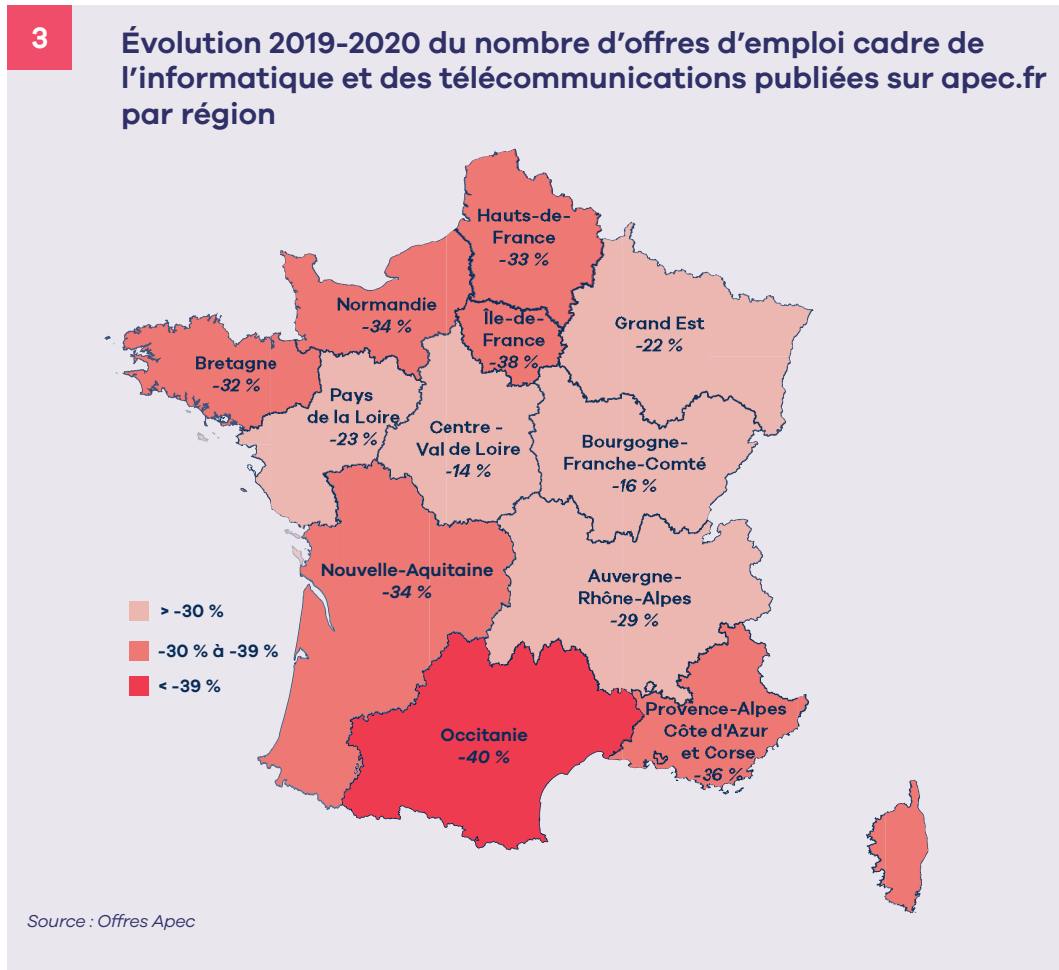 3
Évolution 2019-2020 du nombre d'offres d'emploi cadre de
l'informatique et des télécommunications publiées sur apec.fr
par région
Hauts-de-
France
-33 %
Normandie
-34 %
Île-de-
France
-38 %
Grand Est
-22 %
Bretagne
-32 %
Pays
de la Loire
-23 %
Centre -
Val de Loire
-14 %
Bourgogne-
Franche-Comté
-16 %
Nouvelle-Aquitaine
-34 %
Auvergne-
Rhône-Alpes
-29 %
> -30 %
-30 % à -39 %
< -39 %
Occitanie
-40 %
Provence-Alpes
Côte d'Azur
et Corse
-36 %
Source : Offres Apec